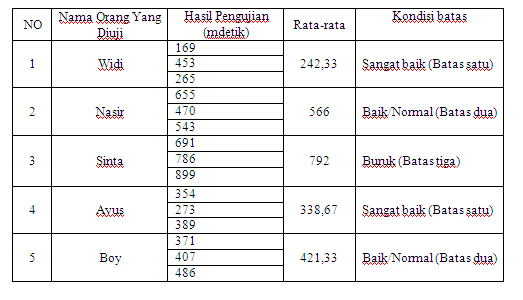 NO
Nama Orang Yang
Diuji
Hasil Pengujian
(mdetik)
Rata-rata
Kondisi batas
1
Widi
169
453
265
242,33
Sangat baik (Batas satu)
2
Nasir
655
470
543
566
Baik/Normal (Batas dua)
3
Sinta
691
786
899
792
Buruk (Batas tiga)
4
Ayus
354
273
389
338,67
Sangat baik (Batas satu)
5
Boy
371
407
486
421,33
Baik/Normal (Batas dua)